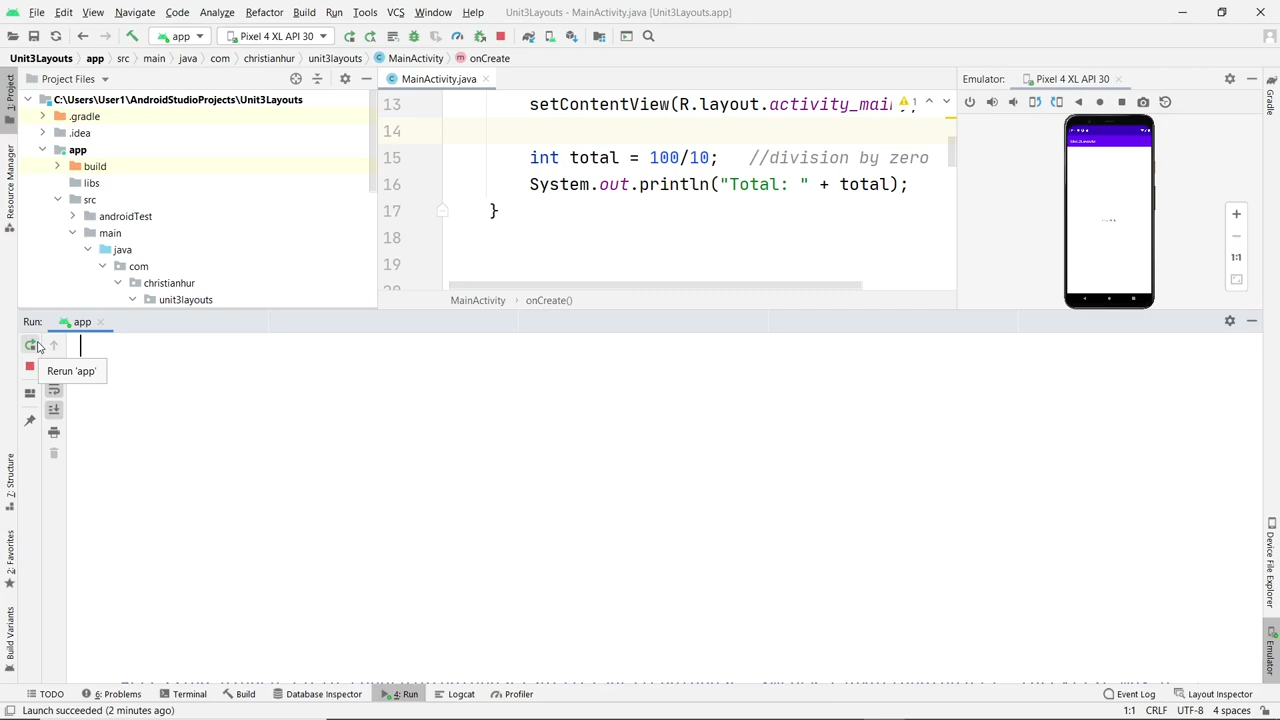 File Edit View Navigate Code Analyze Refactor Build Run Tools VCS Window Help Unit3Layouts - MainActivity.java [Unit3Layouts.app]
app Pixel 4 XL API 30
Unit3Layouts app src main java com christianhur unit3layouts MainActivity onCreate
1: Project
Resource Manager
Project Files
C:\Users\User1\AndroidStudioProjects\Unit3Layouts
.gradle
.idea
app
build
libs
src
androidTest
main
java
com
christianhur
unit3layouts
MainActivity.java
13 setContentView(R.layout.activity_mai
1
14
15 int total = 100/10; //division by zero
16 System.out.println("Total: " + total);
17 }
18
19
MainActivity onCreate()
Emulator: Pixel 4 XL API 30
Gradle
1:1
Run: app
Rerun 'app'
7: Structure
2: Favorites
Build Variants
Device File Explorer
Emulator
TODO 6: Problems Terminal Build Database Inspector 4: Run Logcat Profiler Event Log Layout Inspector
Launch succeeded (2 minutes ago) 1:1 CRLF UTF-8 4 spaces